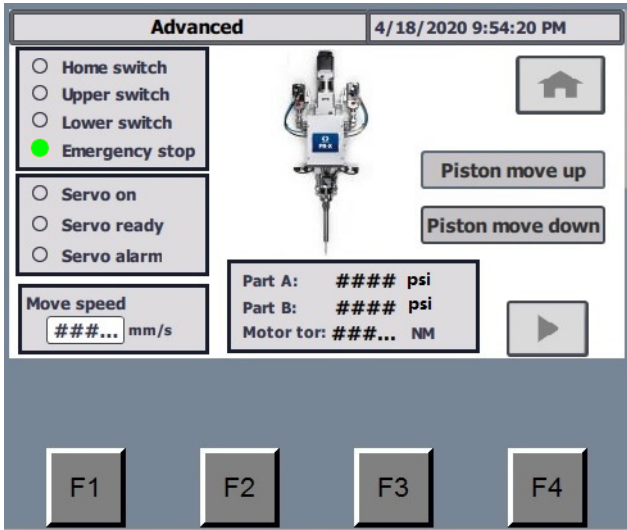 Advanced
4/18/2020 9:54:20 PM
Home switch
Upper switch
Lower switch
Emergency stop
Servo on
Servo ready
Servo alarm
Move speed
###... mm/s
PR-X
Piston move up
Piston move down
Part A: #### psi
Part B: #### psi
Motor tor: ###... NM
F1 F2 F3 F4